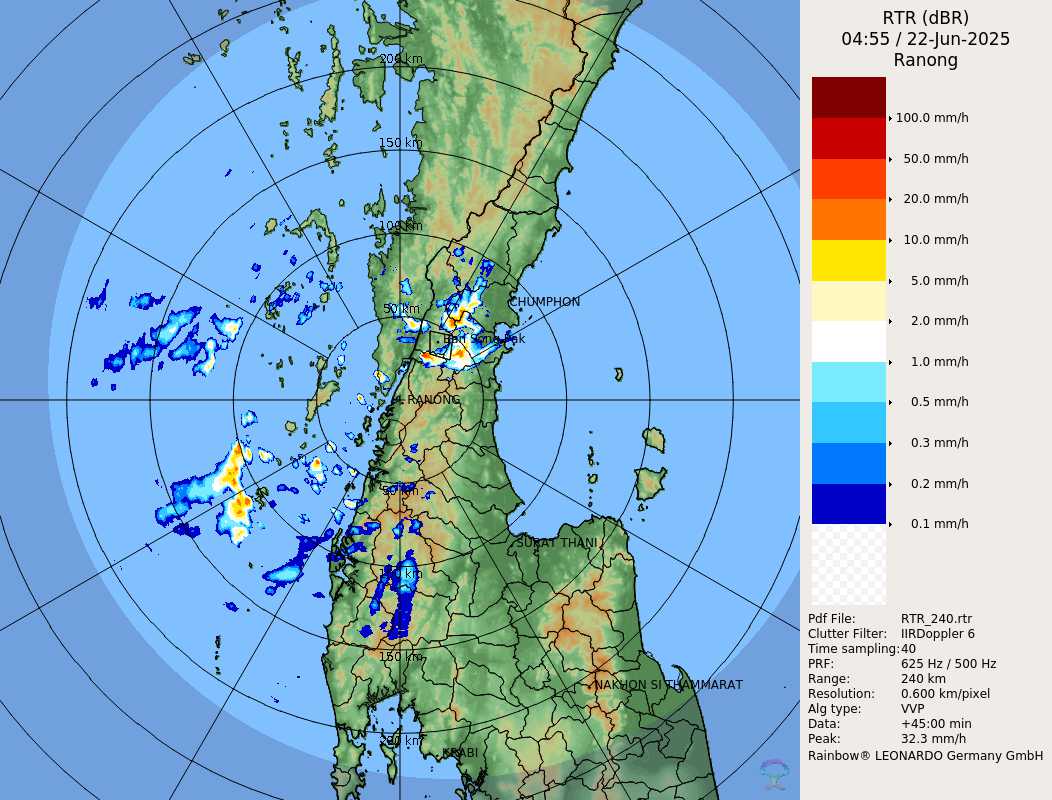 RTR (dBR)
04:55 / 22-Jun-2025
Ranong
100.0 mm/h
50.0 mm/h
20.0 mm/h
10.0 mm/h
5.0 mm/h
2.0 mm/h
1.0 mm/h
0.5 mm/h
0.3 mm/h
0.2 mm/h
0.1 mm/h
Pdf File: RTR_240.rtr
Clutter Filter: IIRDoppler 6
Time sampling:40
PRF: 625 Hz / 500 Hz
Range: 240 km
Resolution: 0.600 km/pixel
Alg type: VVP
Data: +45:00 min
Peak: 32.3 mm/h
Rainbow® LEONARDO Germany GmbH
200 km
150 km
100 km
CHUMPHON
50 km
RANONG
50 km
SURAT THANI
km
150 km
NAKHON SI THAMMARAT
200 km
KRABI